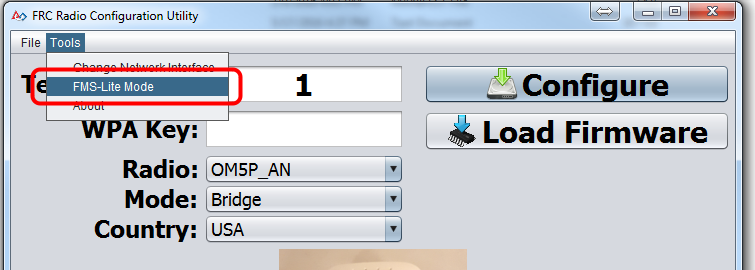 FRC Radio Configuration Utility
File Tools
Change Network Interface
FMS-Lite Mode
About
1
Configure
WPA Key:
Load Firmware
Radio: OM5P_AN
Mode: Bridge
Country: USA